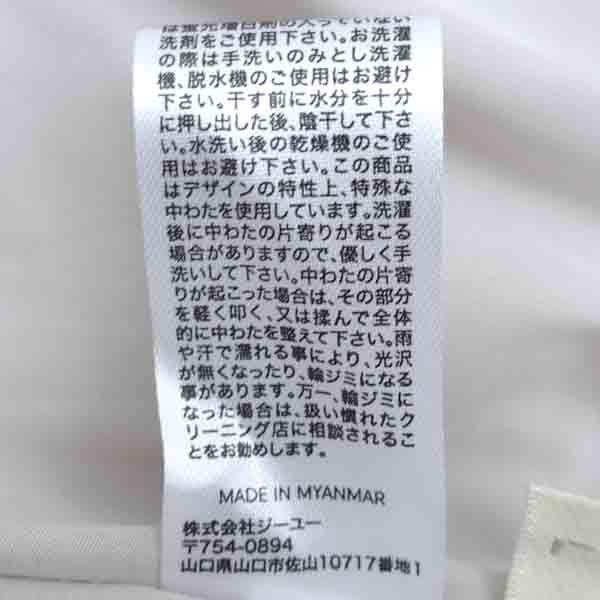 は蛍光増白剤の入っていない
洗剤をご使用下さい。お洗濯
の際は手洗いのみとし洗濯
機、脱水機のご使用はお避け
下さい。干す前に水分を十分
に押し出した後、陰干して下さ
い。水洗い後の乾燥機のご使
用はお避け下さい。この商品
はデザインの特性上、特殊な
中わたを使用しています。洗濯
後に中わたの片寄りが起こる
場合がありますので、優しく手
洗いして下さい。中わたの片寄
りが起こった場合は、その部分
を軽く叩く、又は揉んで全体
的に中わたを整えて下さい。雨
や汗で濡れる事により、光沢
が無くなったり、輪ジミになる
事があります。万一、輪ジミに
なった場合は、扱い慣れたク
リーニング店に相談されるこ
とをお勧めします。
MADE IN MYANMAR
株式会社ジーユー
〒754-0894
山口県山口市佐山10717番地1